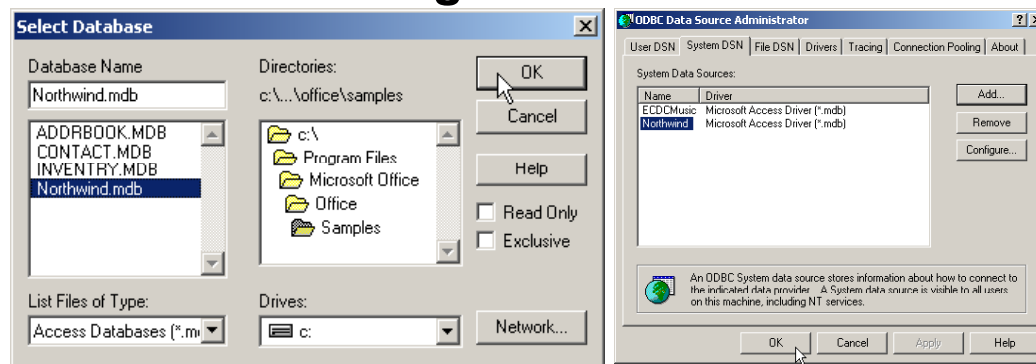 Select Database
Database Name
Northwind.mdb
ADDRBOOK.MDB
CONTACT.MDB
INVENTRY.MDB
Northwind.mdb
List Files of Type:
Access Databases (*.m
Directories:
c:\...\office\samples
c:\
Program Files
Microsoft Office
Office
Samples
Drives:
c:
OK
Cancel
Help
Read Only
Exclusive
Network...
ODBC Data Source Administrator
User DSN System DSN File DSN Drivers Tracing Connection Pooling About
System Data Sources:
Name Driver
ECDCMusic Microsoft Access Driver (*.mdb)
Northwind Microsoft Access Driver (*.mdb)
Add...
Remove
Configure...
An ODBC System data source stores information about how to connect to
the indicated data provider. A System data source is visible to all users
on this machine, including NT services.
OK Cancel Apply Help